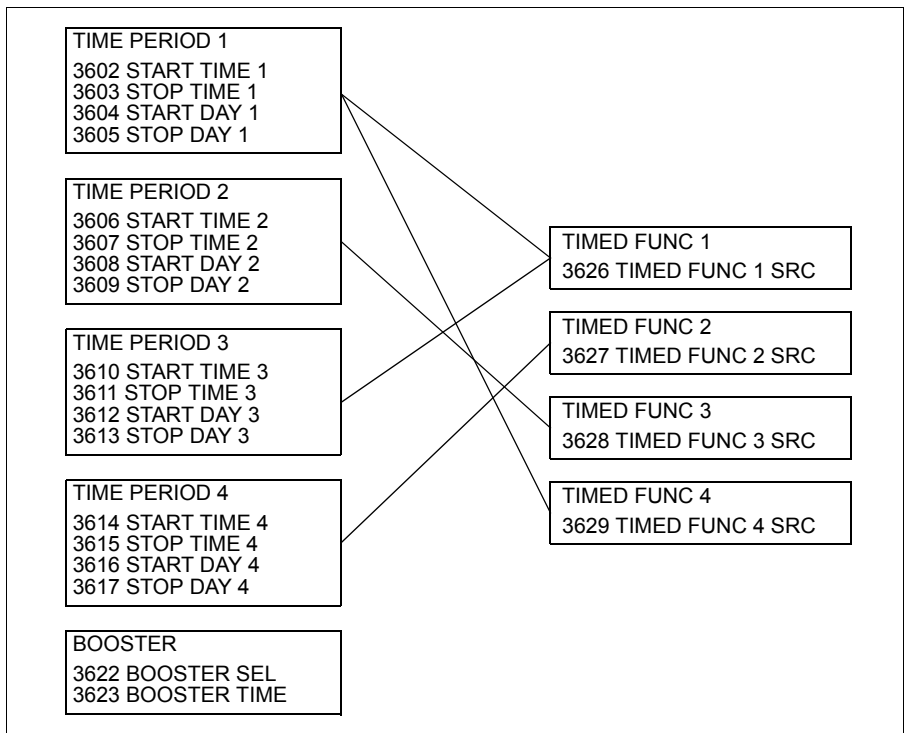 TIME PERIOD 1
3602 START TIME 1
3603 STOP TIME 1
3604 START DAY 1
3605 STOP DAY 1
TIME PERIOD 2
3606 START TIME 2
3607 STOP TIME 2
3608 START DAY 2
3609 STOP DAY 2
TIME PERIOD 3
3610 START TIME 3
3611 STOP TIME 3
3612 START DAY 3
3613 STOP DAY 3
TIME PERIOD 4
3614 START TIME 4
3615 STOP TIME 4
3616 START DAY 4
3617 STOP DAY 4
BOOSTER
3622 BOOSTER SEL
3623 BOOSTER TIME
TIMED FUNC 1
3626 TIMED FUNC 1 SRC
TIMED FUNC 2
3627 TIMED FUNC 2 SRC
TIMED FUNC 3
3628 TIMED FUNC 3 SRC
TIMED FUNC 4
3629 TIMED FUNC 4 SRC